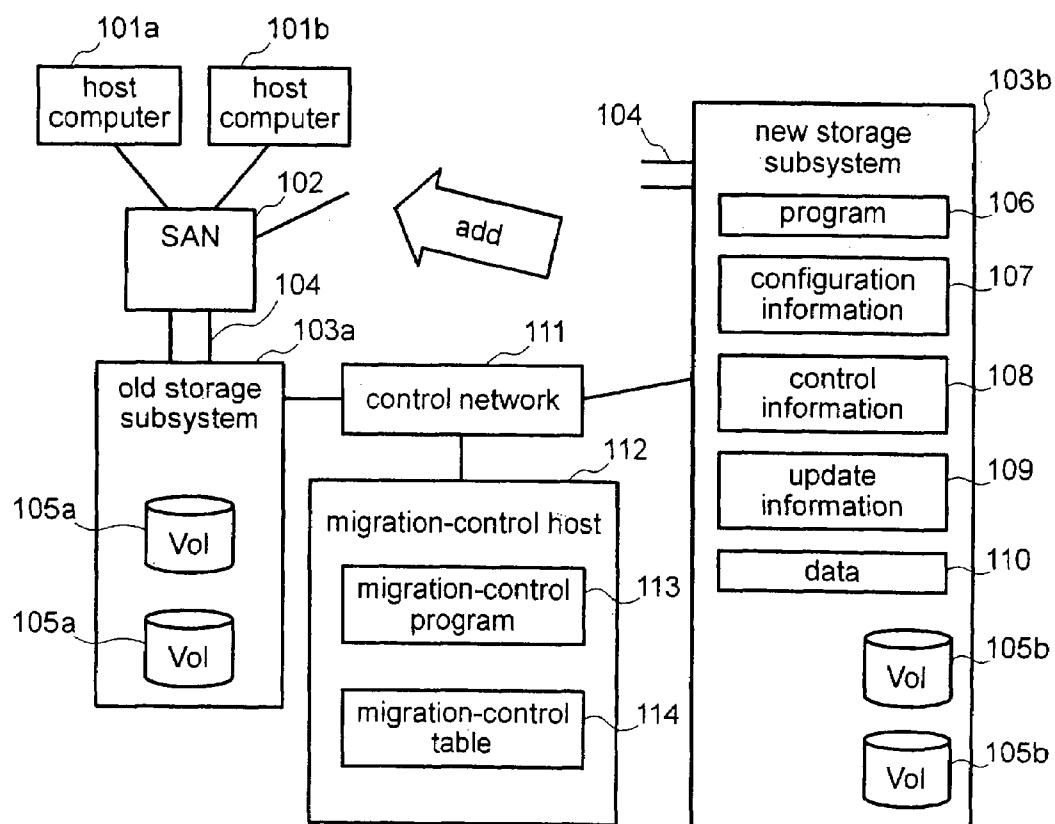 101a
101b
host
computer
host
computer
103b
104
new storage
subsystem
102
SAN
add
program
106
configuration
information
107
104
103a
111
old storage
subsystem
control network
control
information
108
112
update
information
109
105a
Vol
migration-control host
data
110
migration-control
program
113
105a
Vol
105b
Vol
migration-control
table
114
105b
Vol